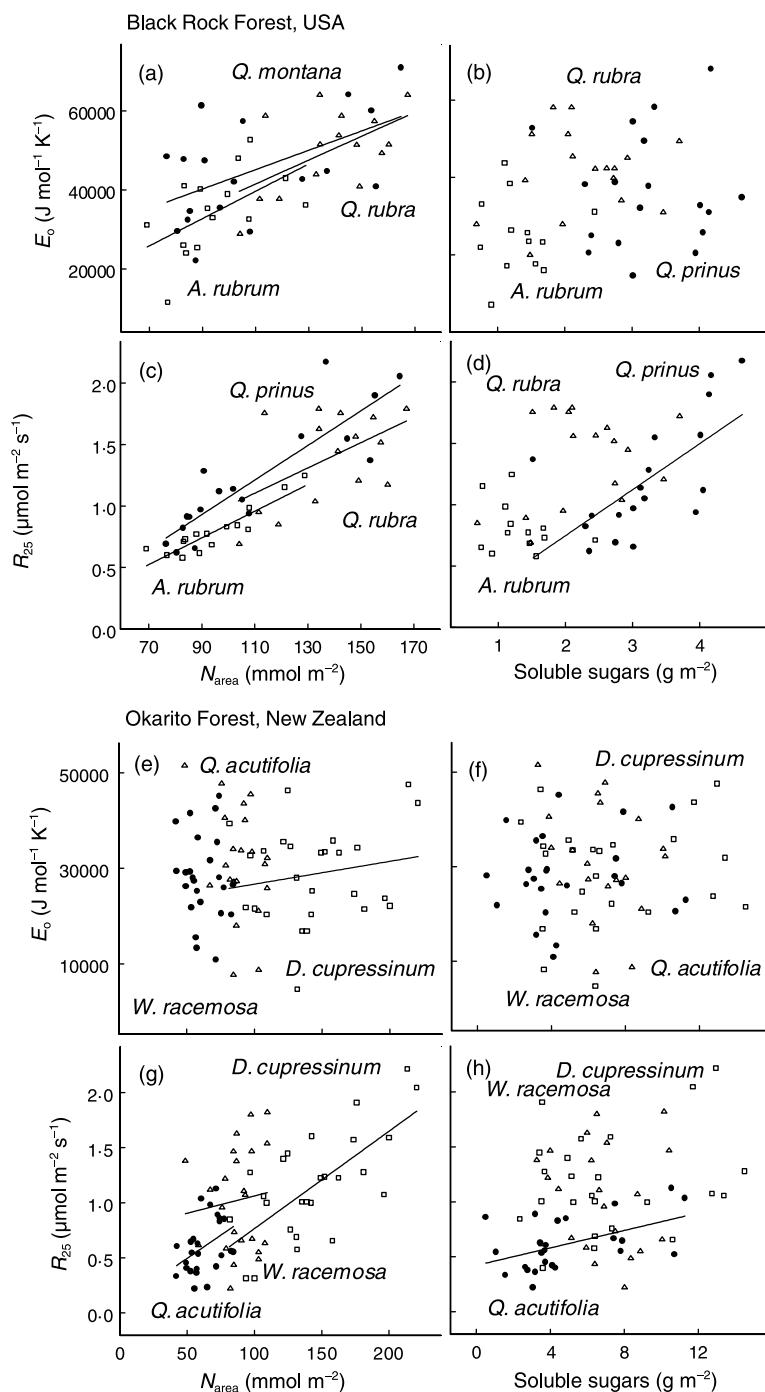 Black Rock Forest, USA
(a)
Q. montana
60000
40000
20000
E₀ (J mol⁻¹ K⁻¹)
Q. rubra
A. rubrum
(b)
Q. rubra
Q. prinus
A. rubrum
(c)
Q. prinus
2·0
1·5
1·0
0·5
0·0
R₂₅ (µmol m⁻² s⁻¹)
Q. rubra
A. rubrum
70 90 110 130 150 170
Narea (mmol m⁻²)
(d)
Q. rubra
Q. prinus
A. rubrum
1 2 3 4
Soluble sugars (g m⁻²)
Okarito Forest, New Zealand
(e)
Q. acutifolia
50000
30000
10000
E₀ (J mol⁻¹ K⁻¹)
D. cupressinum
W. racemosa
(f)
D. cupressinum
Q. acutifolia
W. racemosa
(g)
D. cupressinum
2·0
1·5
1·0
0·5
0·0
R₂₅ (µmol m⁻² s⁻¹)
W. racemosa
Q. acutifolia
0 50 100 150 200
Narea (mmol m⁻²)
(h)
D. cupressinum
W. racemosa
Q. acutifolia
0 4 8 12
Soluble sugars (g m⁻²)